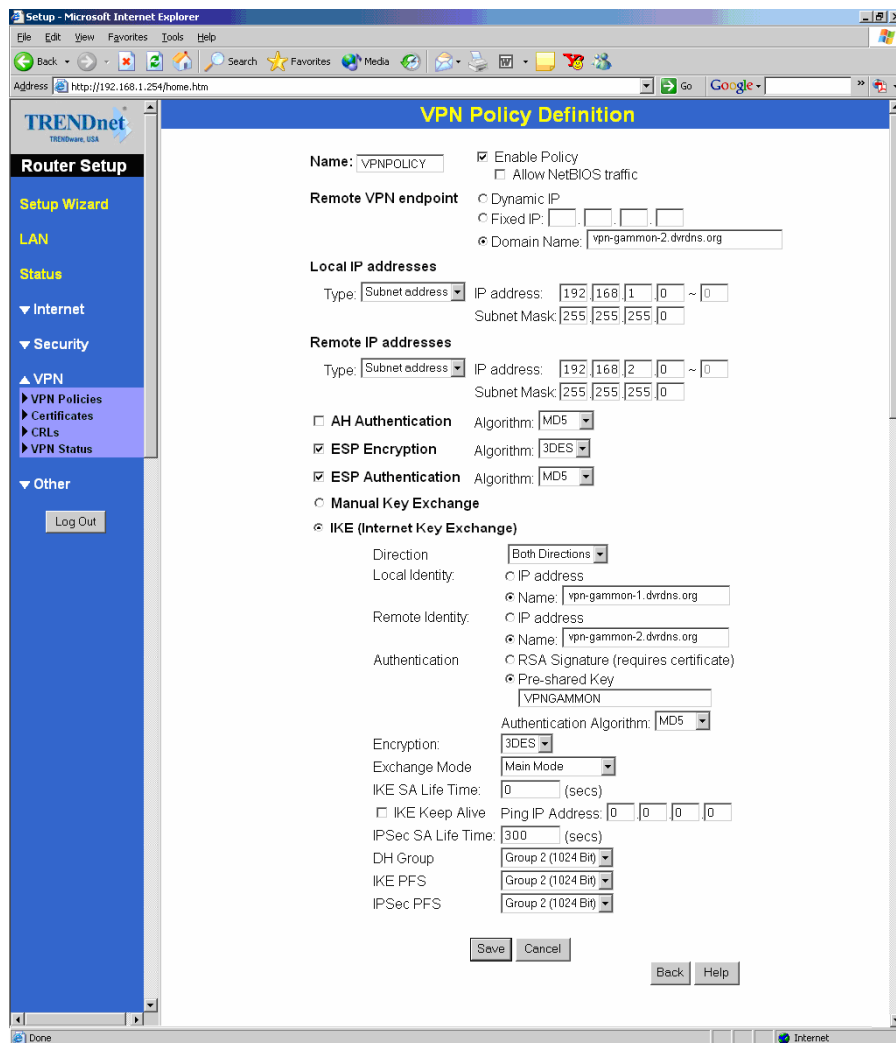 Setup - Microsoft Internet Explorer
File Edit View Favorites Tools Help
Back Search Favorites Media
Address http://192.168.1.254/home.htm Go Google
TRENDnet
TRENDware, USA
Router Setup
Setup Wizard
LAN
Status
Internet
Security
VPN
VPN Policies
Certificates
CRLs
VPN Status
Other
Log Out
VPN Policy Definition
Name: VPNPOLICY Enable Policy
Allow NetBIOS traffic
Remote VPN endpoint Dynamic IP
Fixed IP: . . .
Domain Name: vpn-gammon-2.dvrdns.org
Local IP addresses
Type: Subnet address IP address: 192 .168 .1 .0 ~ 0
Subnet Mask: 255 .255 .255 .0
Remote IP addresses
Type: Subnet address IP address: 192 .168 .2 .0 ~ 0
Subnet Mask: 255 .255 .255 .0
AH Authentication Algorithm: MD5
ESP Encryption Algorithm: 3DES
ESP Authentication Algorithm: MD5
Manual Key Exchange
IKE (Internet Key Exchange)
Direction Both Directions
Local Identity: IP address
Name: vpn-gammon-1.dvrdns.org
Remote Identity: IP address
Name: vpn-gammon-2.dvrdns.org
Authentication RSA Signature (requires certificate)
Pre-shared Key
VPNGAMMON
Authentication Algorithm: MD5
Encryption: 3DES
Exchange Mode Main Mode
IKE SA Life Time: 0 (secs)
IKE Keep Alive Ping IP Address: 0 .0 .0 .0
IPSec SA Life Time: 300 (secs)
DH Group Group 2 (1024 Bit)
IKE PFS Group 2 (1024 Bit)
IPSec PFS Group 2 (1024 Bit)
Save Cancel
Back Help
Done Internet